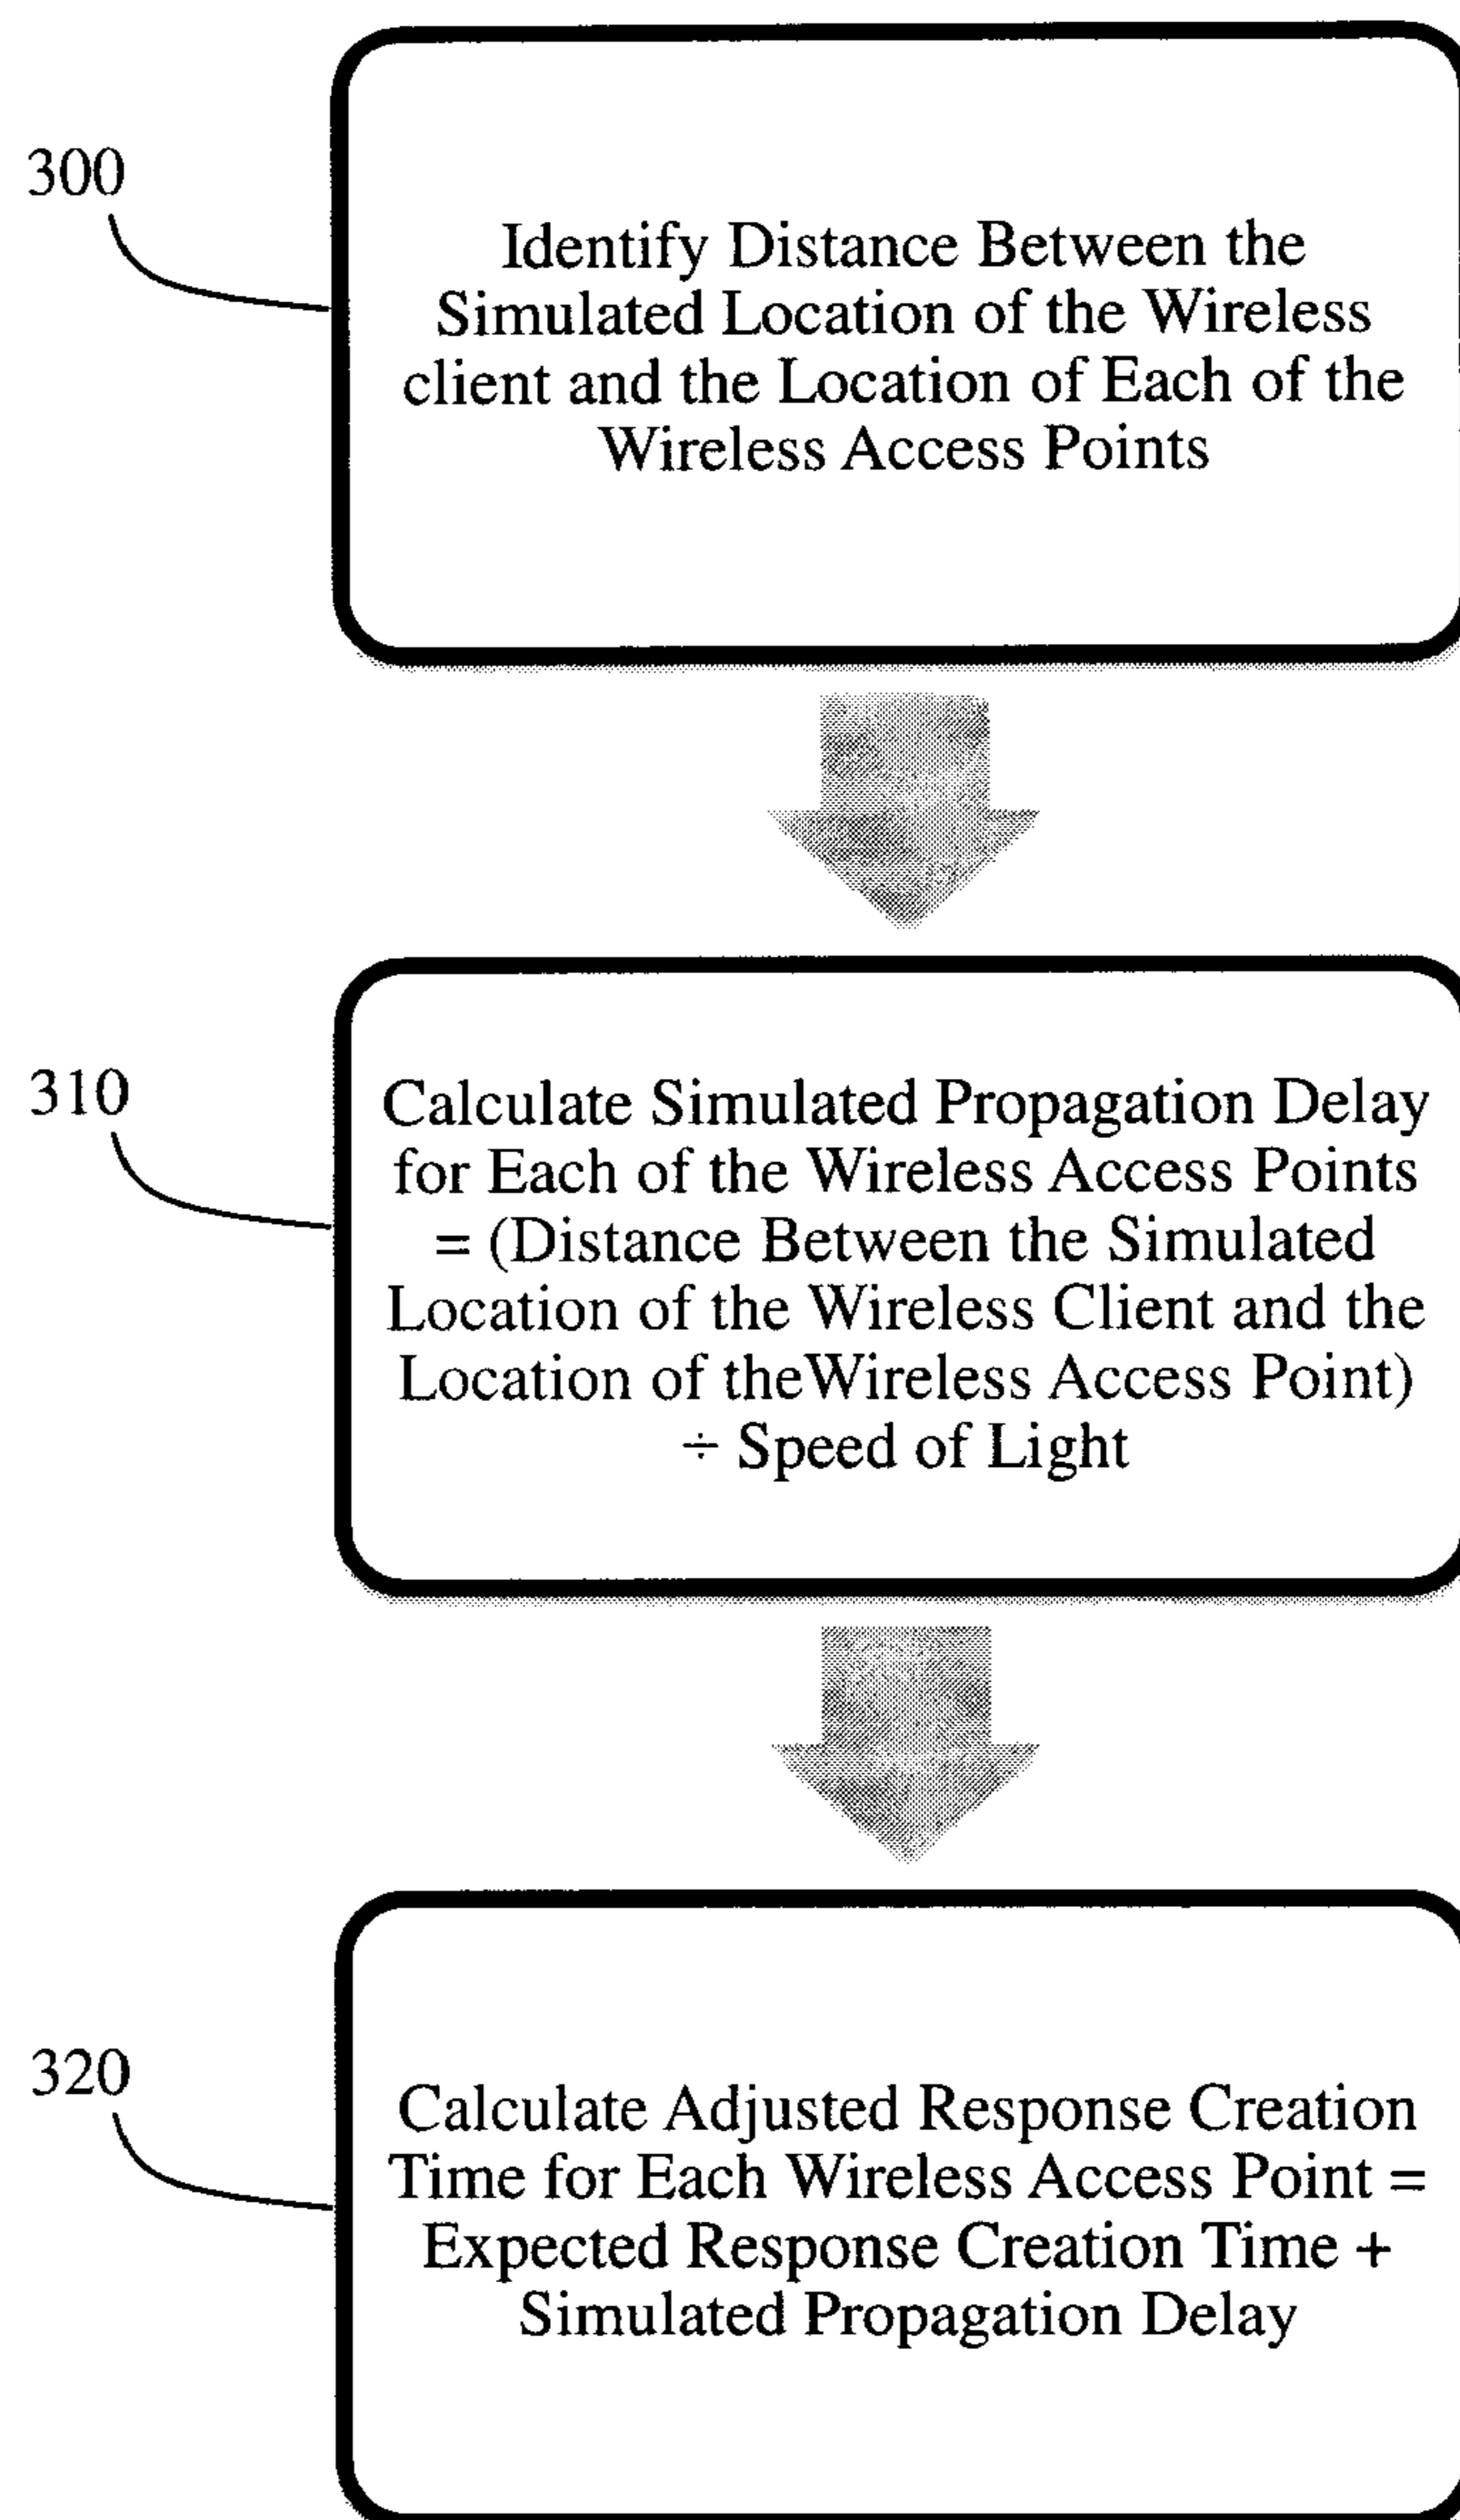 300
Identify Distance Between the
Simulated Location of the Wireless
client and the Location of Each of the
Wireless Access Points
310
Calculate Simulated Propagation Delay
for Each of the Wireless Access Points
= (Distance Between the Simulated
Location of the Wireless Client and the
Location of theWireless Access Point)
÷ Speed of Light
320
Calculate Adjusted Response Creation
Time for Each Wireless Access Point =
Expected Response Creation Time +
Simulated Propagation Delay